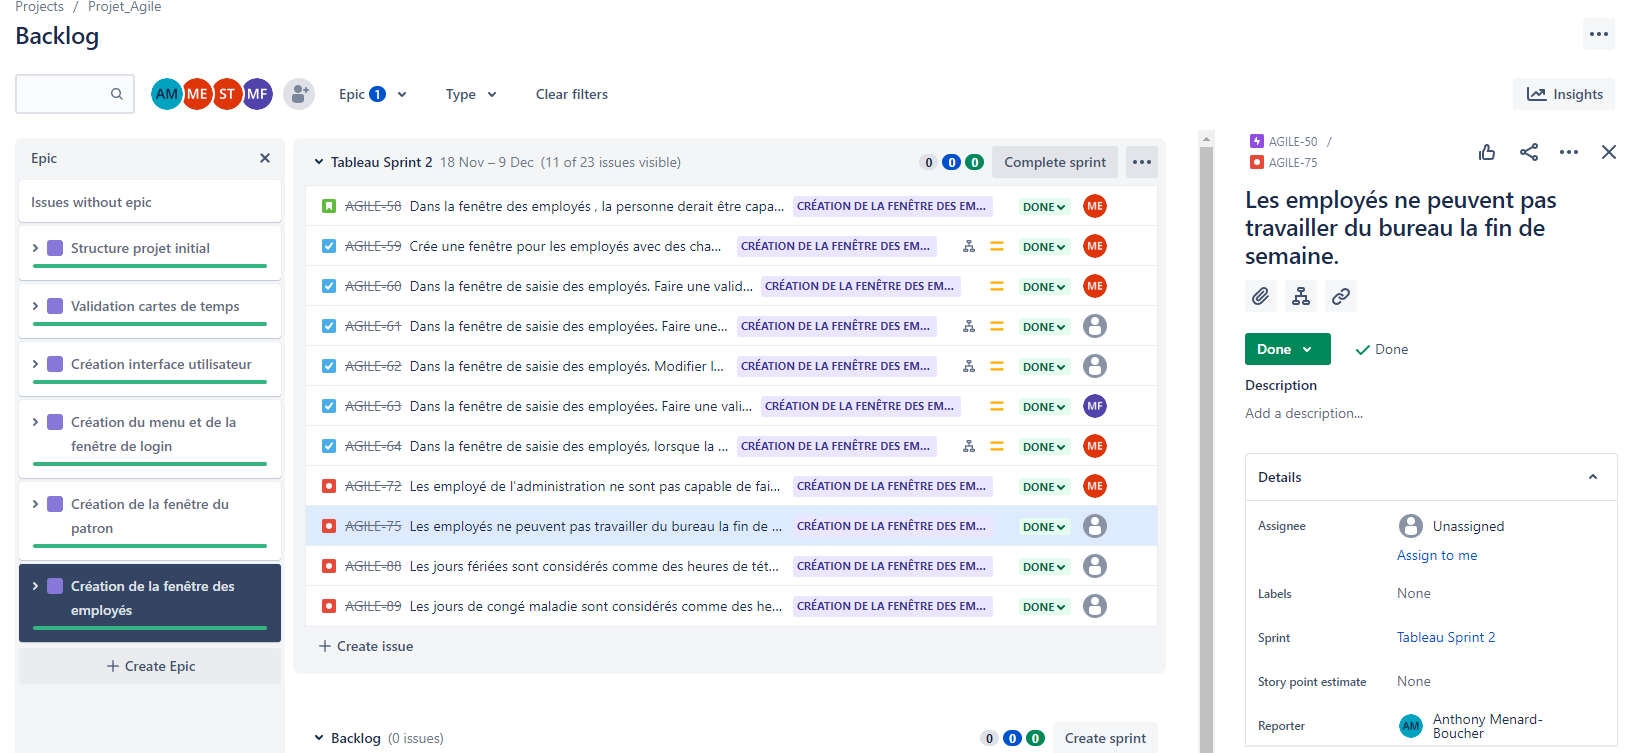 Projects / Projet_Agile
Backlog
AM ME ST MF
Epic 1
Type
Clear filters
Insights
Epic
Issues without epic
Structure projet initial
Validation cartes de temps
Création interface utilisateur
Création du menu et de la
fenêtre de login
Création de la fenêtre du
patron
Création de la fenêtre des
employés
+ Create Epic
Tableau Sprint 2 18 Nov – 9 Dec (11 of 23 issues visible) 0 0 0 Complete sprint
AGILE-58 Dans la fenêtre des employés , la personne derait être capa... CRÉATION DE LA FENÊTRE DES EM... DONE ME
AGILE-59 Crée une fenêtre pour les employés avec des cha... CRÉATION DE LA FENÊTRE DES EM... DONE ME
AGILE-60 Dans la fenêtre de saisie des employés. Faire une valid... CRÉATION DE LA FENÊTRE DES EM... DONE ME
AGILE-61 Dans la fenêtre de saisie des employées. Faire une... CRÉATION DE LA FENÊTRE DES EM... DONE
AGILE-62 Dans la fenêtre de saisie des employés. Modifier l... CRÉATION DE LA FENÊTRE DES EM... DONE
AGILE-63 Dans la fenêtre de saisie des employées. Faire une vali... CRÉATION DE LA FENÊTRE DES EM... DONE MF
AGILE-64 Dans la fenêtre de saisie des employés, lorsque la ... CRÉATION DE LA FENÊTRE DES EM... DONE ME
AGILE-72 Les employé de l'administration ne sont pas capable de fai... CRÉATION DE LA FENÊTRE DES EM... DONE ME
AGILE-75 Les employés ne peuvent pas travailler du bureau la fin de ... CRÉATION DE LA FENÊTRE DES EM... DONE
AGILE-88 Les jours fériées sont considérés comme des heures de tét... CRÉATION DE LA FENÊTRE DES EM... DONE
AGILE-89 Les jours de congé maladie sont considérés comme des he... CRÉATION DE LA FENÊTRE DES EM... DONE
+ Create issue
Backlog (0 issues) 0 0 0 Create sprint
AGILE-50 /
AGILE-75
Les employés ne peuvent pas
travailler du bureau la fin de
semaine.
Done
Done
Description
Add a description...
Details
Assignee Unassigned
Assign to me
Labels None
Sprint Tableau Sprint 2
Story point estimate None
Reporter AM Anthony Menard-
Boucher